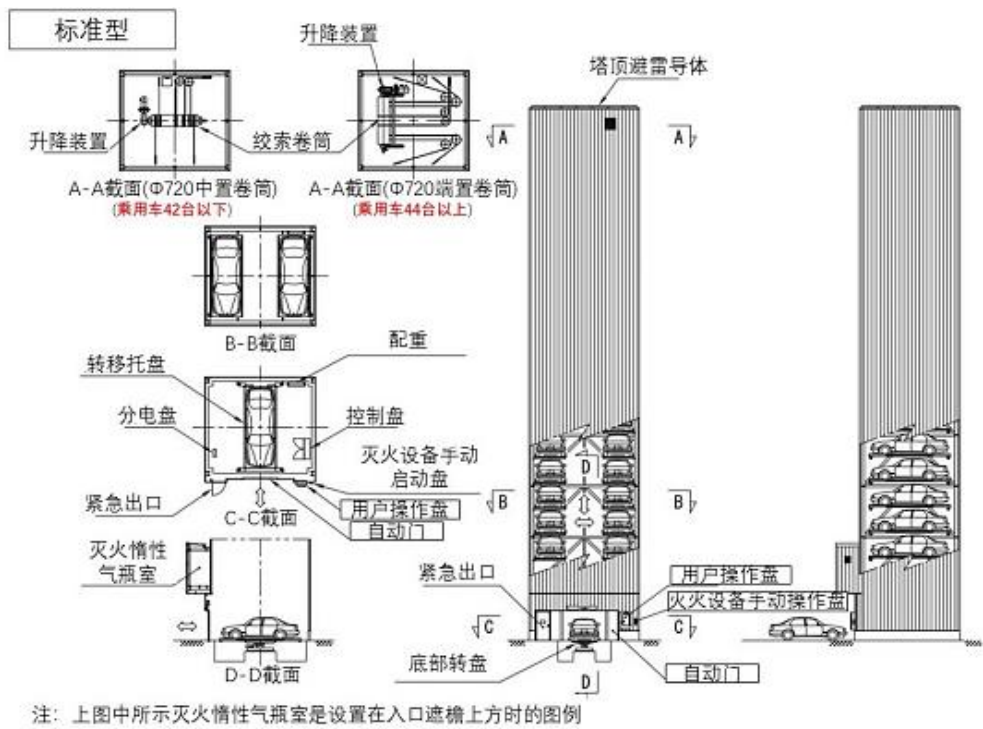 标准型
升降装置
塔顶避雷导体
升降装置
绞索卷筒
A
A
A-A截面(Φ720中置卷筒)
(乘用车42台以下)
A-A截面(Φ720端置卷筒)
(乘用车44台以上)
B-B截面
配重
转移托盘
分电盘
控制盘
灭火设备手动
启动盘
紧急出口
用户操作盘
C-C截面
自动门
D
B
B
灭火惰性
气瓶室
紧急出口
用户操作盘
火火设备手动操作盘
C
C
底部转盘
自动门
D-D截面
D
注：上图中所示灭火惰性气瓶室是设置在入口遮檐上方时的图例